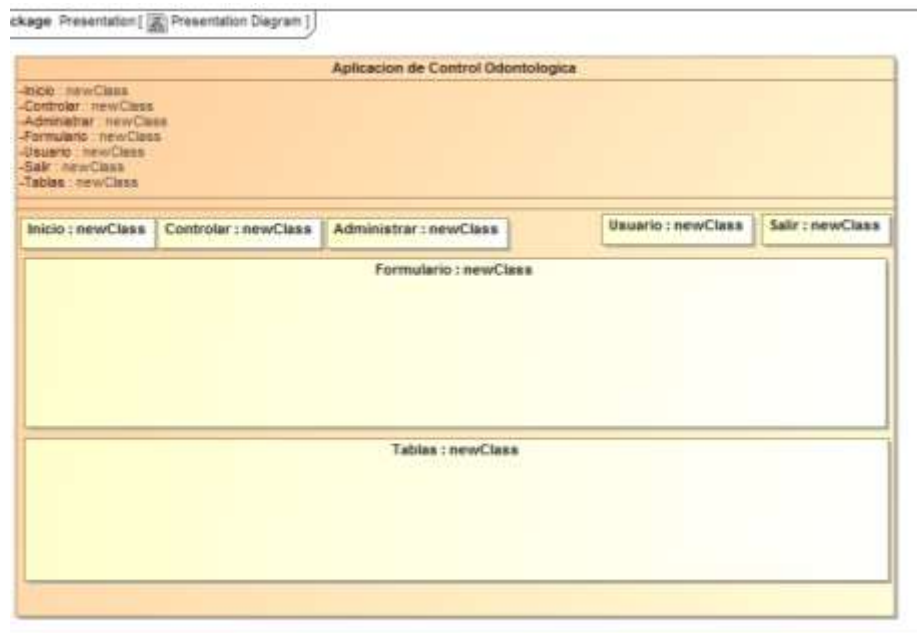 ckage Presentation [ Presentation Diagram ]
Aplicacion de Control Odontologica
-Inicio : newClass
-Controlar : newClass
-Administrar : newClass
-Formulario : newClass
-Usuario : newClass
-Salir : newClass
-Tablas : newClass
Inicio : newClass Controlar : newClass Administrar : newClass Usuario : newClass Salir : newClass
Formulario : newClass
Tablas : newClass